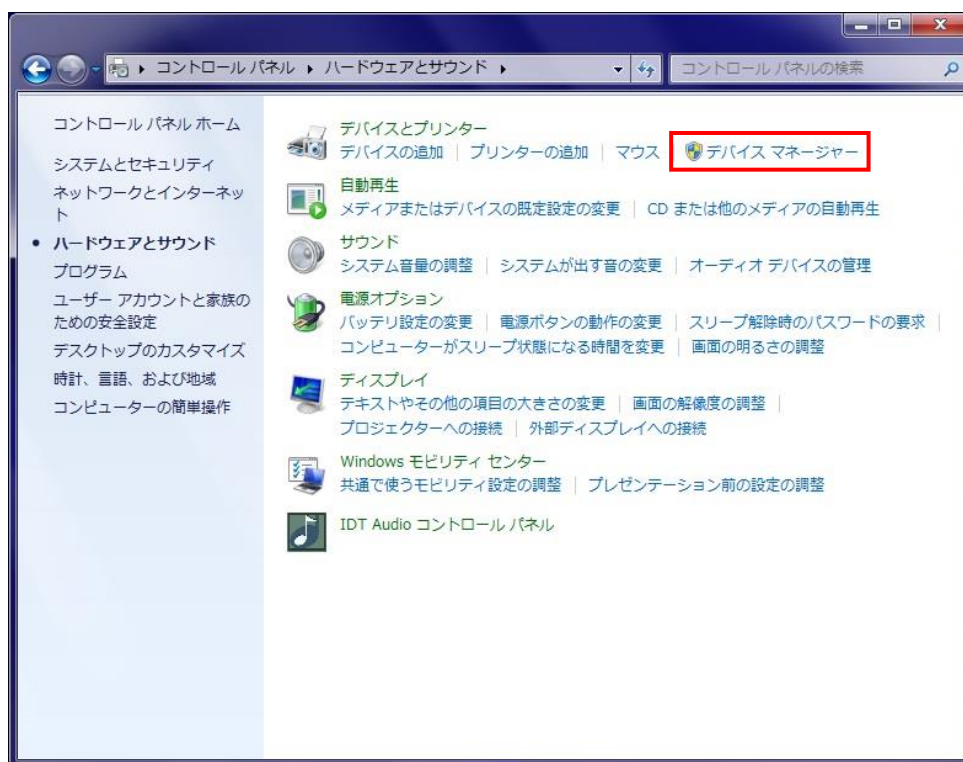 コントロール パネル ▸ ハードウェアとサウンド ▸
コントロール パネルの検索
コントロール パネル ホーム
システムとセキュリティ
ネットワークとインターネッ
ト
• ハードウェアとサウンド
プログラム
ユーザー アカウントと家族の
ための安全設定
デスクトップのカスタマイズ
時計、言語、および地域
コンピューターの簡単操作
デバイスとプリンター
デバイスの追加 | プリンターの追加 | マウス | デバイス マネージャー
自動再生
メディアまたはデバイスの既定設定の変更 | CD または他のメディアの自動再生
サウンド
システム音量の調整 | システムが出す音の変更 | オーディオ デバイスの管理
電源オプション
バッテリ設定の変更 | 電源ボタンの動作の変更 | スリープ解除時のパスワードの要求 |
コンピューターがスリープ状態になる時間を変更 | 画面の明るさの調整
ディスプレイ
テキストやその他の項目の大きさの変更 | 画面の解像度の調整 |
プロジェクターへの接続 | 外部ディスプレイへの接続
Windows モビリティ センター
共通で使うモビリティ設定の調整 | プレゼンテーション前の設定の調整
IDT Audio コントロール パネル